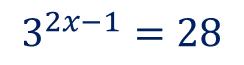 3^{2x−1} = 28